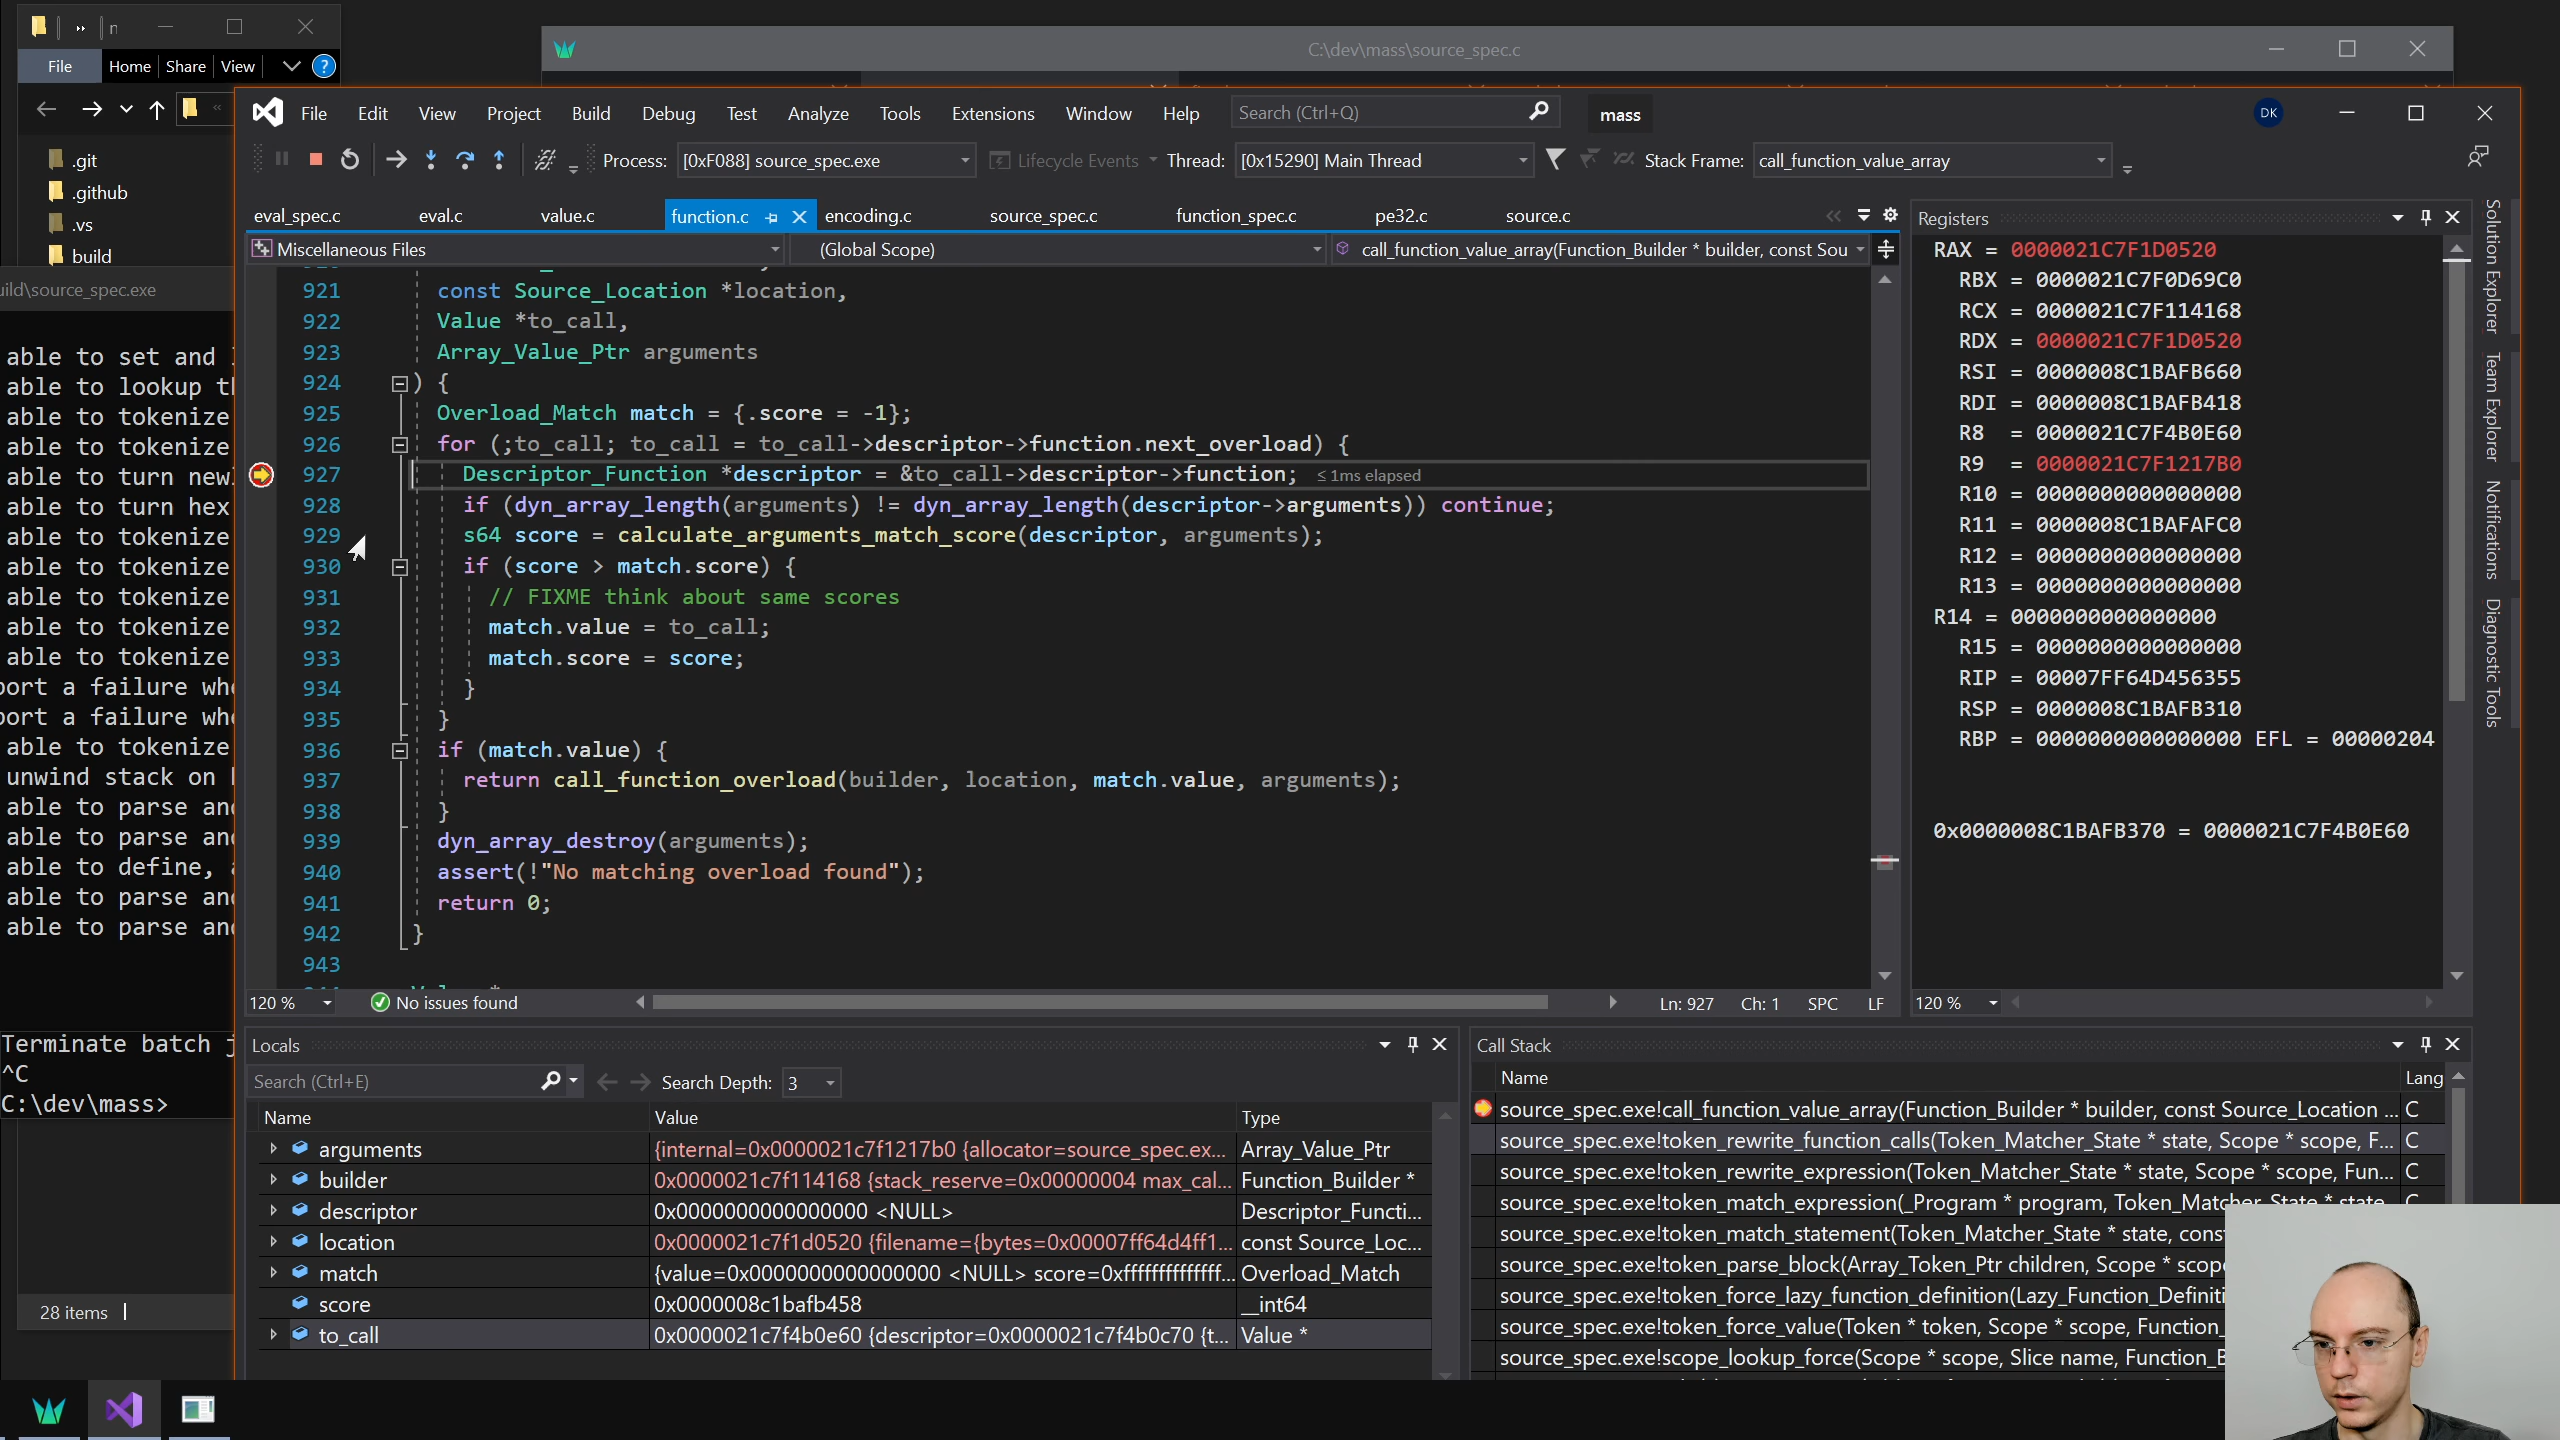 n
File Home Share View ?
.git
.github
.vs
build
ild\source_spec.exe
able to set and
able to lookup
able to tokenize
able to tokenize
able to turn
able to turn hex
able to tokenize
able to tokenize
able to tokenize
able to tokenize
able to tokenize
ort a failure
ort a failure
able to tokenize
unwind stack on
able to parse
able to parse
able to define,
able to parse
able to parse
Terminate batch
^C
C:\dev\mass>
28 items
C:\dev\mass\source_spec.c
File Edit View Project Build Debug Test Analyze Tools Extensions Window Help Search (Ctrl+Q) mass DK
Process: [0xF088] source_spec.exe Lifecycle Events Thread: [0x15290] Main Thread Stack Frame: call_function_value_array
eval_spec.c eval.c value.c function.c encoding.c source_spec.c function_spec.c pe32.c source.c
Miscellaneous Files (Global Scope) call_function_value_array(Function_Builder * builder, const Sou
921 const Source_Location *location,
922 Value *to_call,
923 Array_Value_Ptr arguments
924 ) {
925 Overload_Match match = {.score = -1};
926 for (;to_call; to_call = to_call->descriptor->function.next_overload) {
927 Descriptor_Function *descriptor = &to_call->descriptor->function; ≤1ms elapsed
928 if (dyn_array_length(arguments) != dyn_array_length(descriptor->arguments)) continue;
929 s64 score = calculate_arguments_match_score(descriptor, arguments);
930 if (score > match.score) {
931 // FIXME think about same scores
932 match.value = to_call;
933 match.score = score;
934 }
935 }
936 if (match.value) {
937 return call_function_overload(builder, location, match.value, arguments);
938 }
939 dyn_array_destroy(arguments);
940 assert(!"No matching overload found");
941 return 0;
942 }
943
120 % No issues found Ln: 927 Ch: 1 SPC LF
Registers
RAX = 0000021C7F1D0520
RBX = 0000021C7F0D69C0
RCX = 0000021C7F114168
RDX = 0000021C7F1D0520
RSI = 0000008C1BAFB660
RDI = 0000008C1BAFB418
R8 = 0000021C7F4B0E60
R9 = 0000021C7F1217B0
R10 = 0000000000000000
R11 = 0000008C1BAFAFC0
R12 = 0000000000000000
R13 = 0000000000000000
R14 = 0000000000000000
R15 = 0000000000000000
RIP = 00007FF64D456355
RSP = 0000008C1BAFB310
RBP = 0000000000000000 EFL = 00000204
0x0000008C1BAFB370 = 0000021C7F4B0E60
120 %
Solution Explorer
Team Explorer
Notifications
Diagnostic Tools
Locals
Search (Ctrl+E) Search Depth: 3
Name Value Type
arguments {internal=0x0000021c7f1217b0 {allocator=source_spec.ex... Array_Value_Ptr
builder 0x0000021c7f114168 {stack_reserve=0x00000004 max_cal... Function_Builder *
descriptor 0x0000000000000000 <NULL> Descriptor_Functi...
location 0x0000021c7f1d0520 {filename={bytes=0x00007ff64d4ff1... const Source_Loc...
match {value=0x0000000000000000 <NULL> score=0xffffffffffffff... Overload_Match
score 0x0000008c1bafb458 __int64
to_call 0x0000021c7f4b0e60 {descriptor=0x0000021c7f4b0c70 {t... Value *
Call Stack
Name Lang
source_spec.exe!call_function_value_array(Function_Builder * builder, const Source_Location ... C
source_spec.exe!token_rewrite_function_calls(Token_Matcher_State * state, Scope * scope, F... C
source_spec.exe!token_rewrite_expression(Token_Matcher_State * state, Scope * scope, Fun... C
source_spec.exe!token_match_expression(_Program * program, Token_Matcher_State * state, C
source_spec.exe!token_match_statement(Token_Matcher_State * state, cons
source_spec.exe!token_parse_block(Array_Token_Ptr children, Scope * scop
source_spec.exe!token_force_lazy_function_definition(Lazy_Function_Definiti
source_spec.exe!token_force_value(Token * token, Scope * scope, Function_
source_spec.exe!scope_lookup_force(Scope * scope, Slice name, Function_B